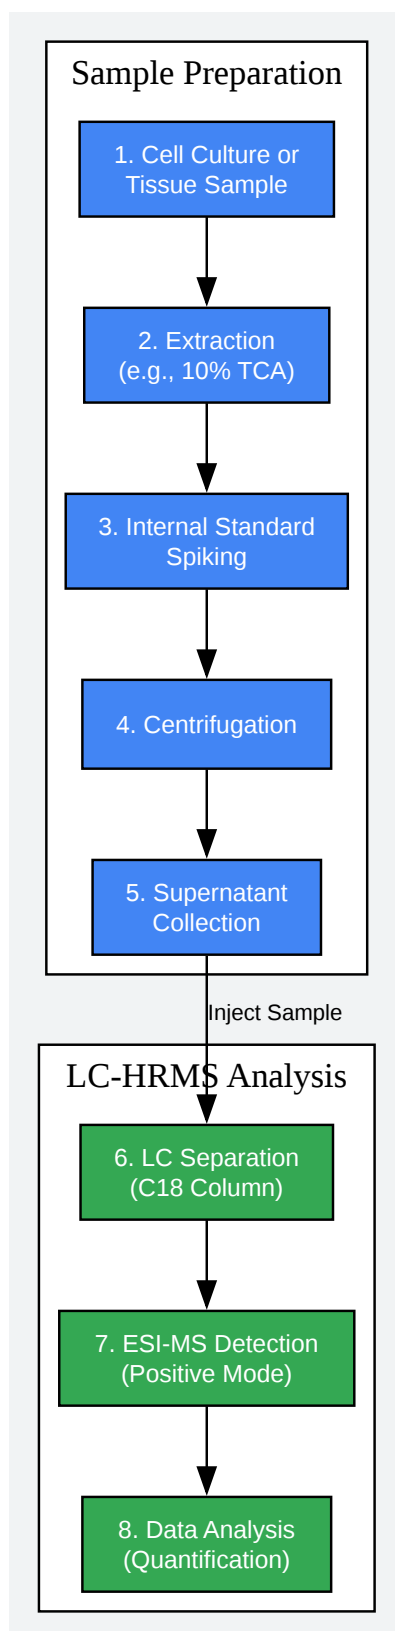 Sample Preparation
1. Cell Culture or
Tissue Sample
2. Extraction
(e.g., 10% TCA)
3. Internal Standard
Spiking
4. Centrifugation
5. Supernatant
Collection
Inject Sample
LC-HRMS Analysis
6. LC Separation
(C18 Column)
7. ESI-MS Detection
(Positive Mode)
8. Data Analysis
(Quantification)